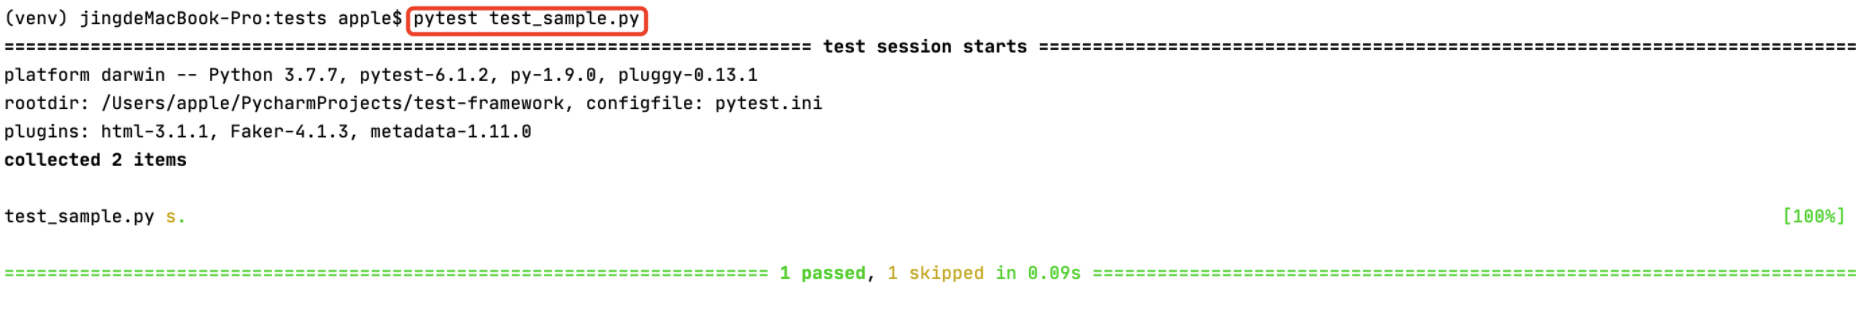 (venv) jingdeMacBook-Pro:tests apple$ pytest test_sample.py
=========================================================================== test session starts ============================================================================
platform darwin -- Python 3.7.7, pytest-6.1.2, py-1.9.0, pluggy-0.13.1
rootdir: /Users/apple/PycharmProjects/test-framework, configfile: pytest.ini
plugins: html-3.1.1, Faker-4.1.3, metadata-1.11.0
collected 2 items
test_sample.py s. [100%]
======================================================================= 1 passed, 1 skipped in 0.09s =======================================================================